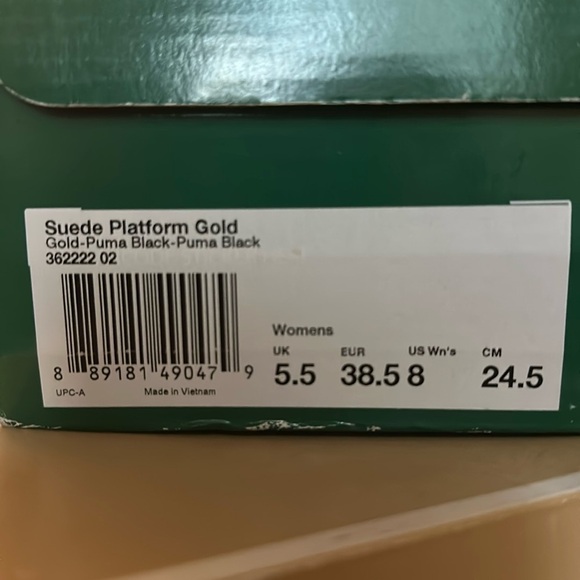 Suede Platform Gold
Gold-Puma Black-Puma Black
362222 02
8 89181 49047 9
UPC-A Made in Vietnam
Womens
UK EUR US Wn's CM
5.5 38.5 8 24.5